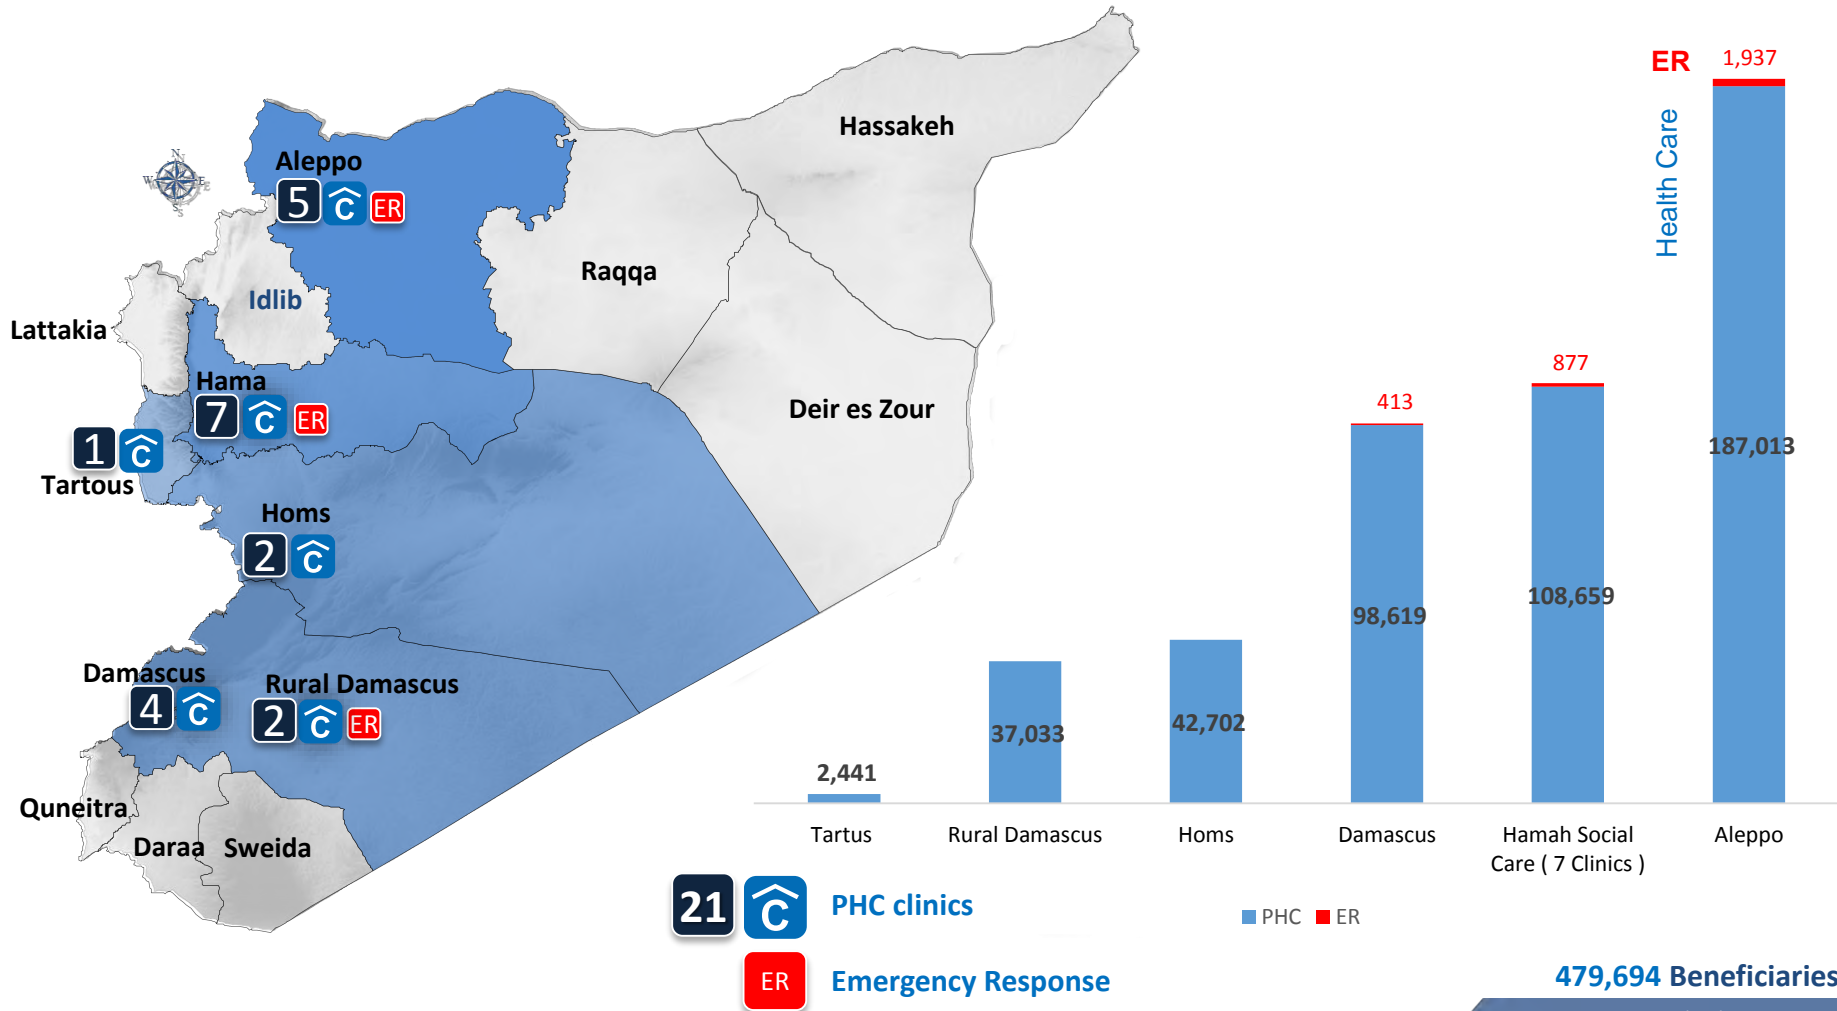 Hassakeh
Aleppo
5 C ER
N
W E
S
Raqqa
Idlib
Lattakia
Hama
7 C ER
Deir es Zour
1 C
Tartous
Homs
2 C
Damascus
4 C
Rural Damascus
2 C ER
Quneitra
Daraa
Sweida
ER
Health Care
1,937
187,013
877
108,659
413
98,619
42,702
37,033
2,441
Tartus
Rural Damascus
Homs
Damascus
Hamah Social
Care ( 7 Clinics )
Aleppo
PHC ER
21 C PHC clinics
ER Emergency Response
479,694 Beneficiaries